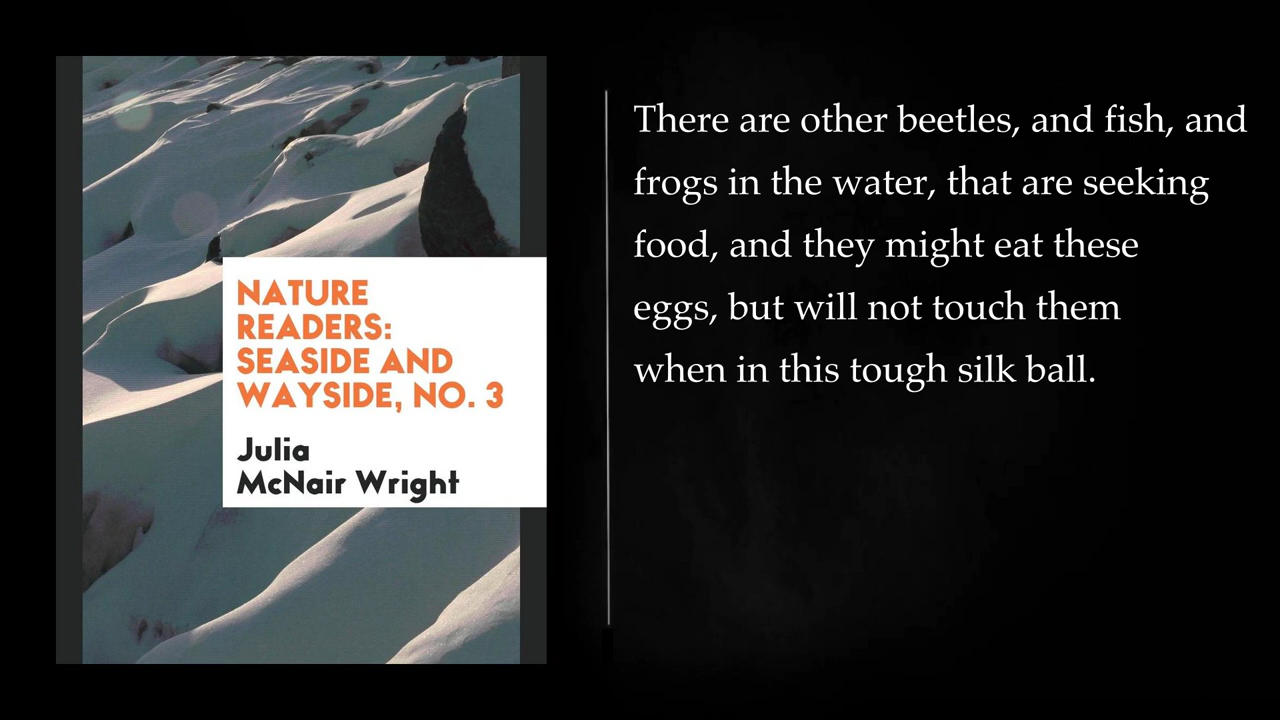 NATURE
READERS:
SEASIDE AND
WAYSIDE, NO. 3
Julia
McNair Wright
There are other beetles, and fish, and
frogs in the water, that are seeking
food, and they might eat these
eggs, but will not touch them
when in this tough silk ball.